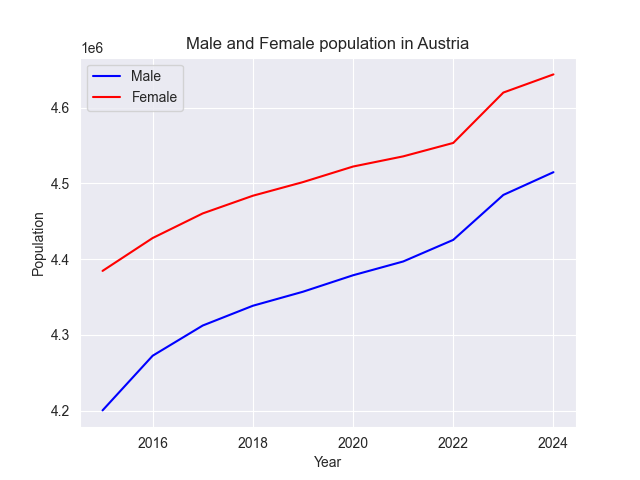 Male and Female population in Austria
1e6
Male
Female
4.6
4.5
4.4
4.3
4.2
Population
2016
2018
2020
2022
2024
Year